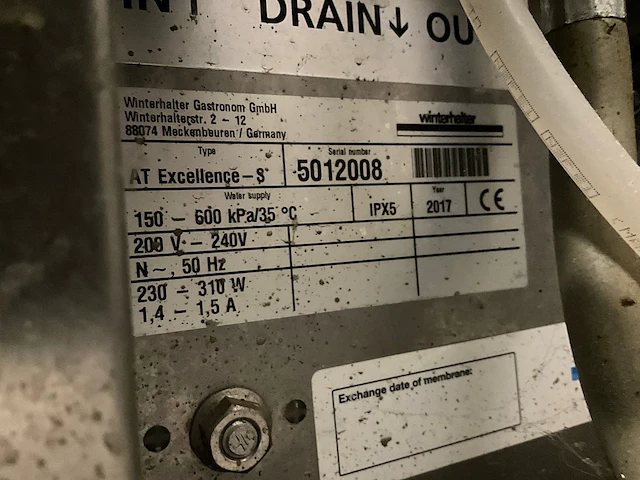 IN ↑ DRAIN↓ OU
Winterhalter Gastronom GmbH
Winterhalterstr. 2 - 12
88074 Meckenbeuren / Germany
winterhalter
Type
AT Excellence-S
Serial number
5012008
Water supply
150 - 600 kPa/35 °C
IPX5
Year
2017
CE
200 V - 240V
N~, 50 Hz
230 - 310 W
1,4 - 1,5 A
Exchange date of membrane: